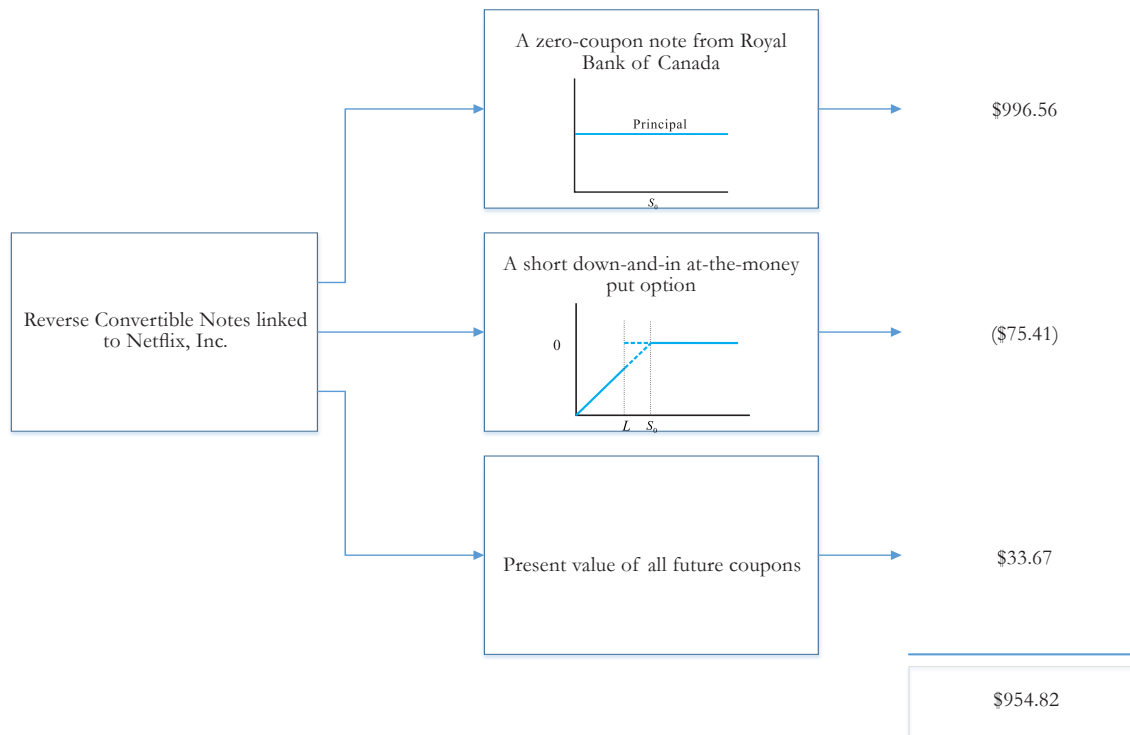 A zero-coupon note from Royal
Bank of Canada
Principal
S₀
$996.56
Reverse Convertible Notes linked
to Netflix, Inc.
A short down-and-in at-the-money
put option
0
L S₀
($75.41)
Present value of all future coupons
$33.67
$954.82